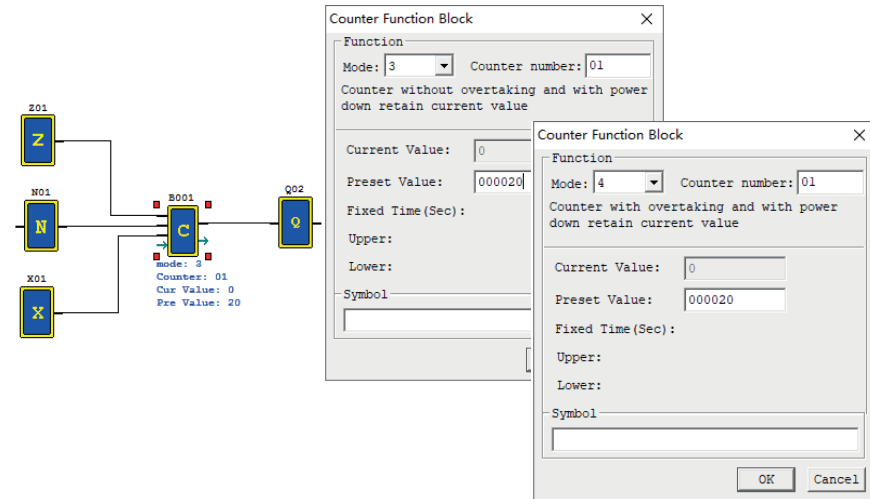 Z01
Z
N01
N
X01
X
B001
C
mode: 3
Counter: 01
Cur Value: 0
Pre Value: 20
Q02
Q
Counter Function Block
Function
Mode: 3 Counter number: 01
Counter without overtaking and with power
down retain current value
Current Value: 0
Preset Value: 000020
Fixed Time(Sec):
Upper:
Lower:
Symbol
Counter Function Block
Function
Mode: 4 Counter number: 01
Counter with overtaking and with power
down retain current value
Current Value: 0
Preset Value: 000020
Fixed Time(Sec):
Upper:
Lower:
Symbol
OK Cancel